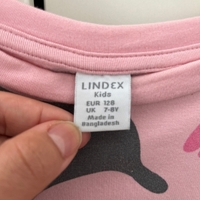 LINDEX
Kids
EUR 128
UK 7-8Y
Made in
Bangladesh